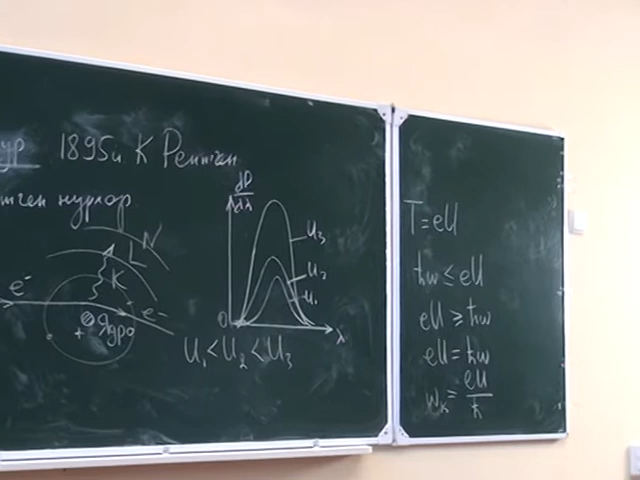 1895й К Рентген
нурлар
dP
dλ
U₃
N
L
U₂
K
U₁
e⁻
e⁻
0
λ
+ Ядро
U₁ < U₂ < U₃
T = eU
ħω ≤ eU
eU ≥ ħω
eU = ħω
ωₖ = eU
ħ